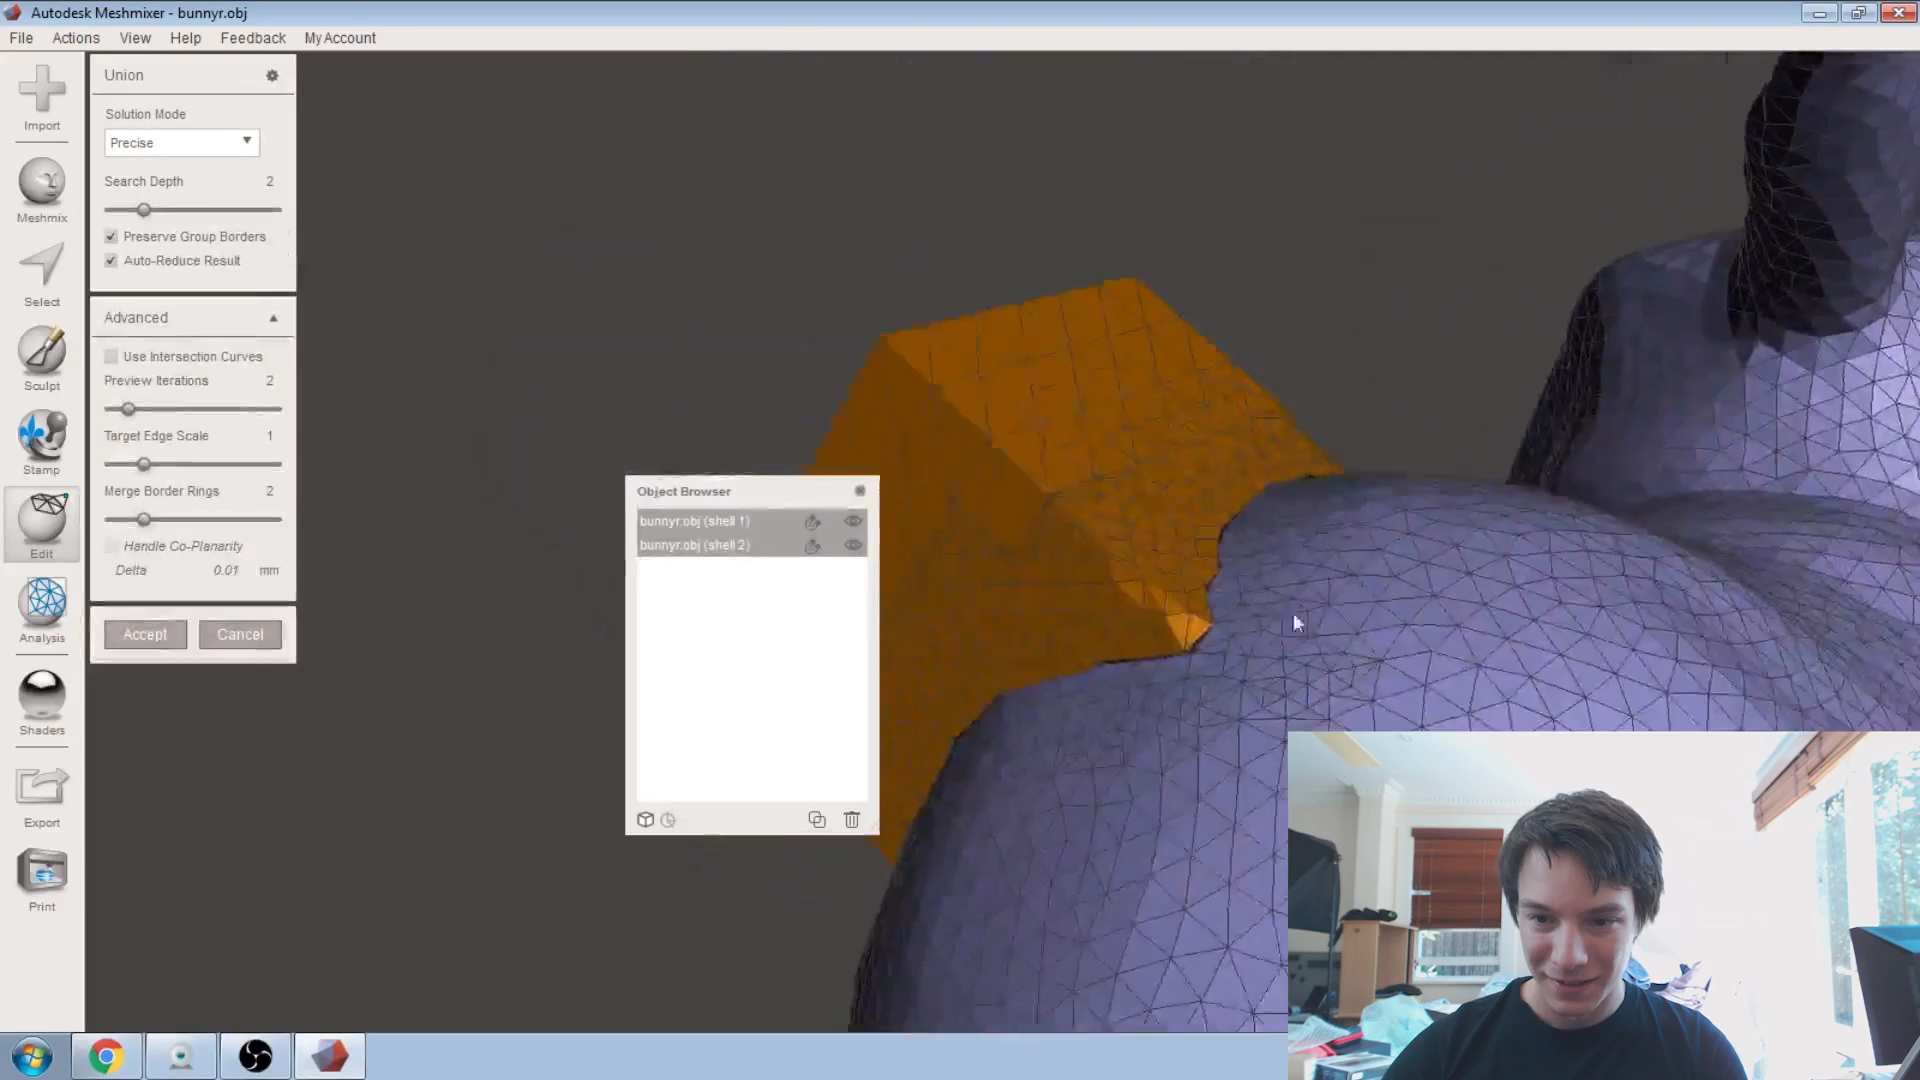 Autodesk Meshmixer - bunnyr.obj
File Actions View Help Feedback My Account
Import
Meshmix
Select
Sculpt
Stamp
Edit
Analysis
Shaders
Export
Print
Union
Solution Mode
Precise
Search Depth 2
Preserve Group Borders
Auto-Reduce Result
Advanced
Use Intersection Curves
Preview Iterations 2
Target Edge Scale 1
Merge Border Rings 2
Handle Co-Planarity
Delta 0.01 mm
Accept Cancel
Object Browser
bunnyr.obj (shell 1)
bunnyr.obj (shell 2)